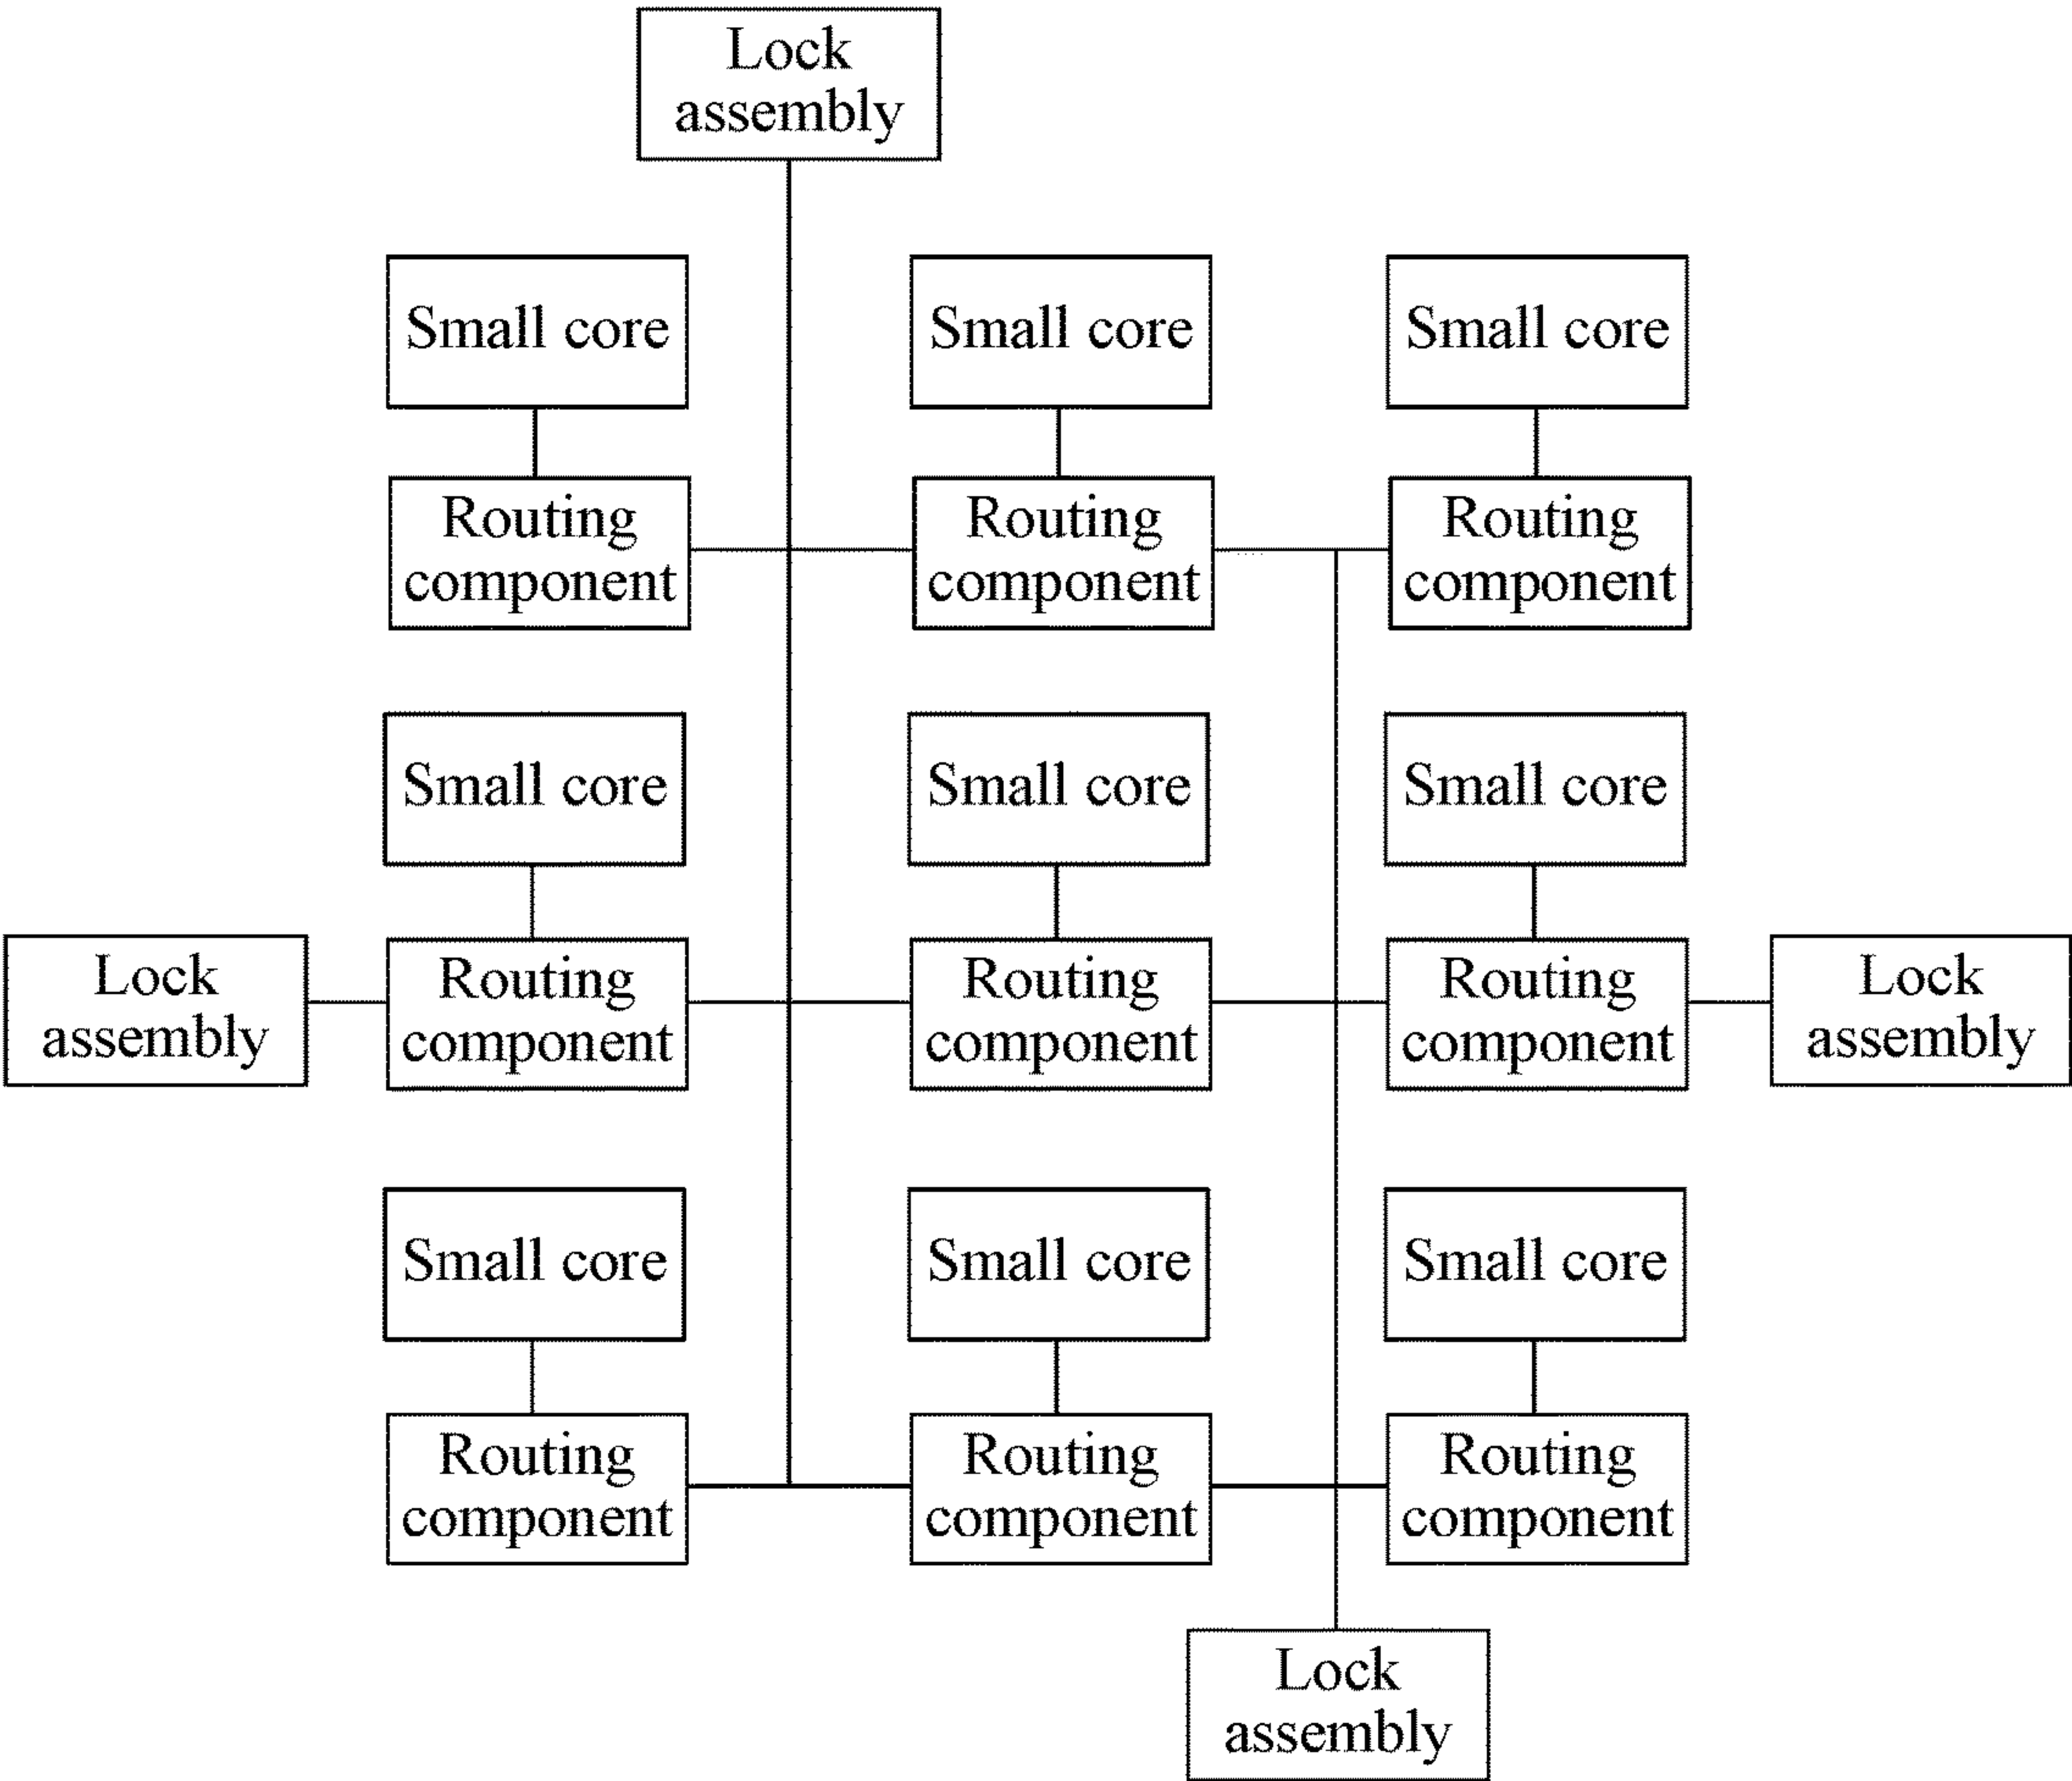 Lock
assembly
Small core
Small core
Small core
Routing
component
Routing
component
Routing
component
Small core
Small core
Small core
Lock
assembly
Routing
component
Routing
component
Routing
component
Lock
assembly
Small core
Small core
Small core
Routing
component
Routing
component
Routing
component
Lock
assembly